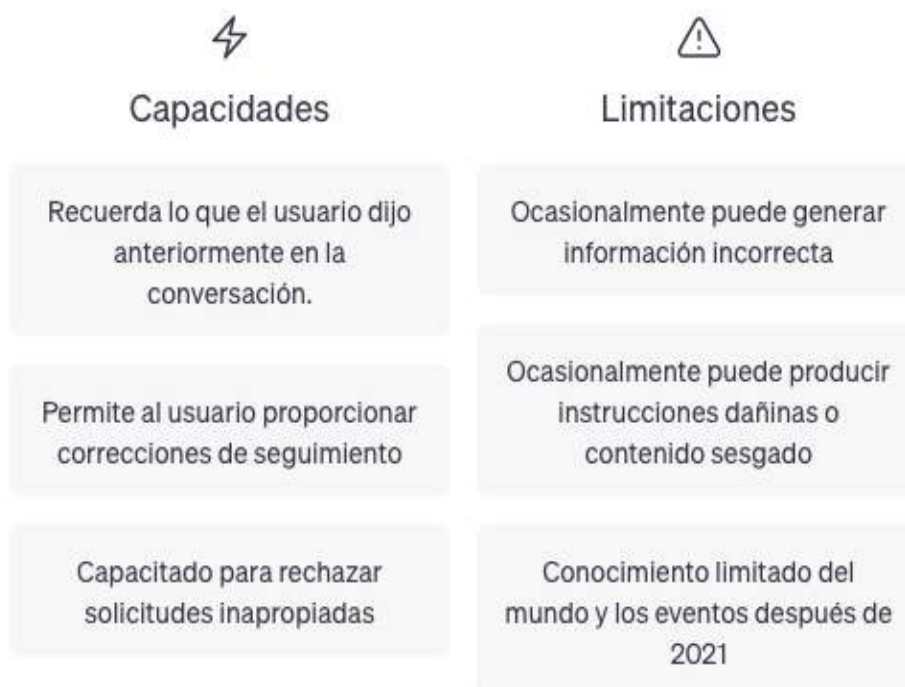 Capacidades
Recuerda lo que el usuario dijo
anteriormente en la
conversación.
Permite al usuario proporcionar
correcciones de seguimiento
Capacitado para rechazar
solicitudes inapropiadas
Limitaciones
Ocasionalmente puede generar
información incorrecta
Ocasionalmente puede producir
instrucciones dañinas o
contenido sesgado
Conocimiento limitado del
mundo y los eventos después de
2021